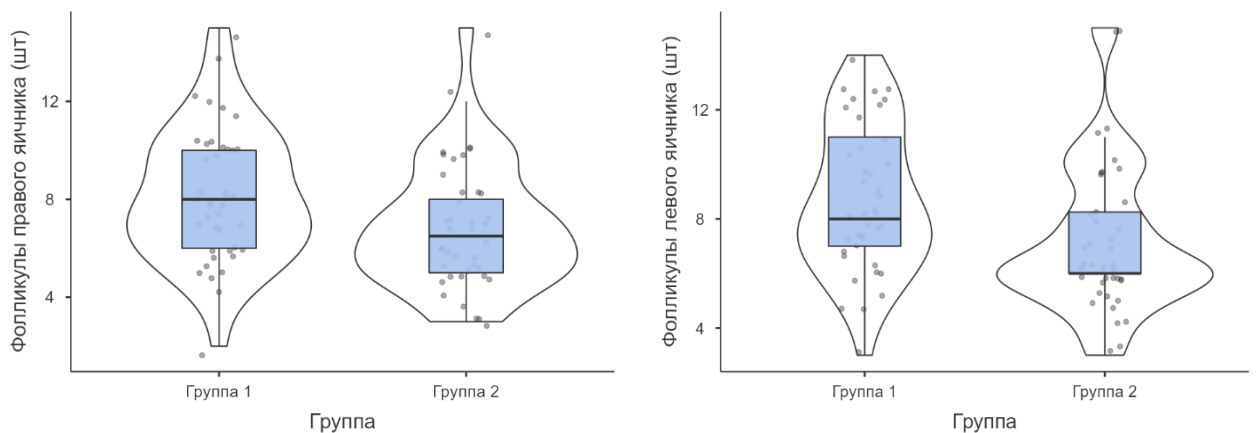 Фолликулы правого яичника (шт)
12
8
4
Группа 1
Группа 2
Группа
Фолликулы левого яичника (шт)
12
8
4
Группа 1
Группа 2
Группа